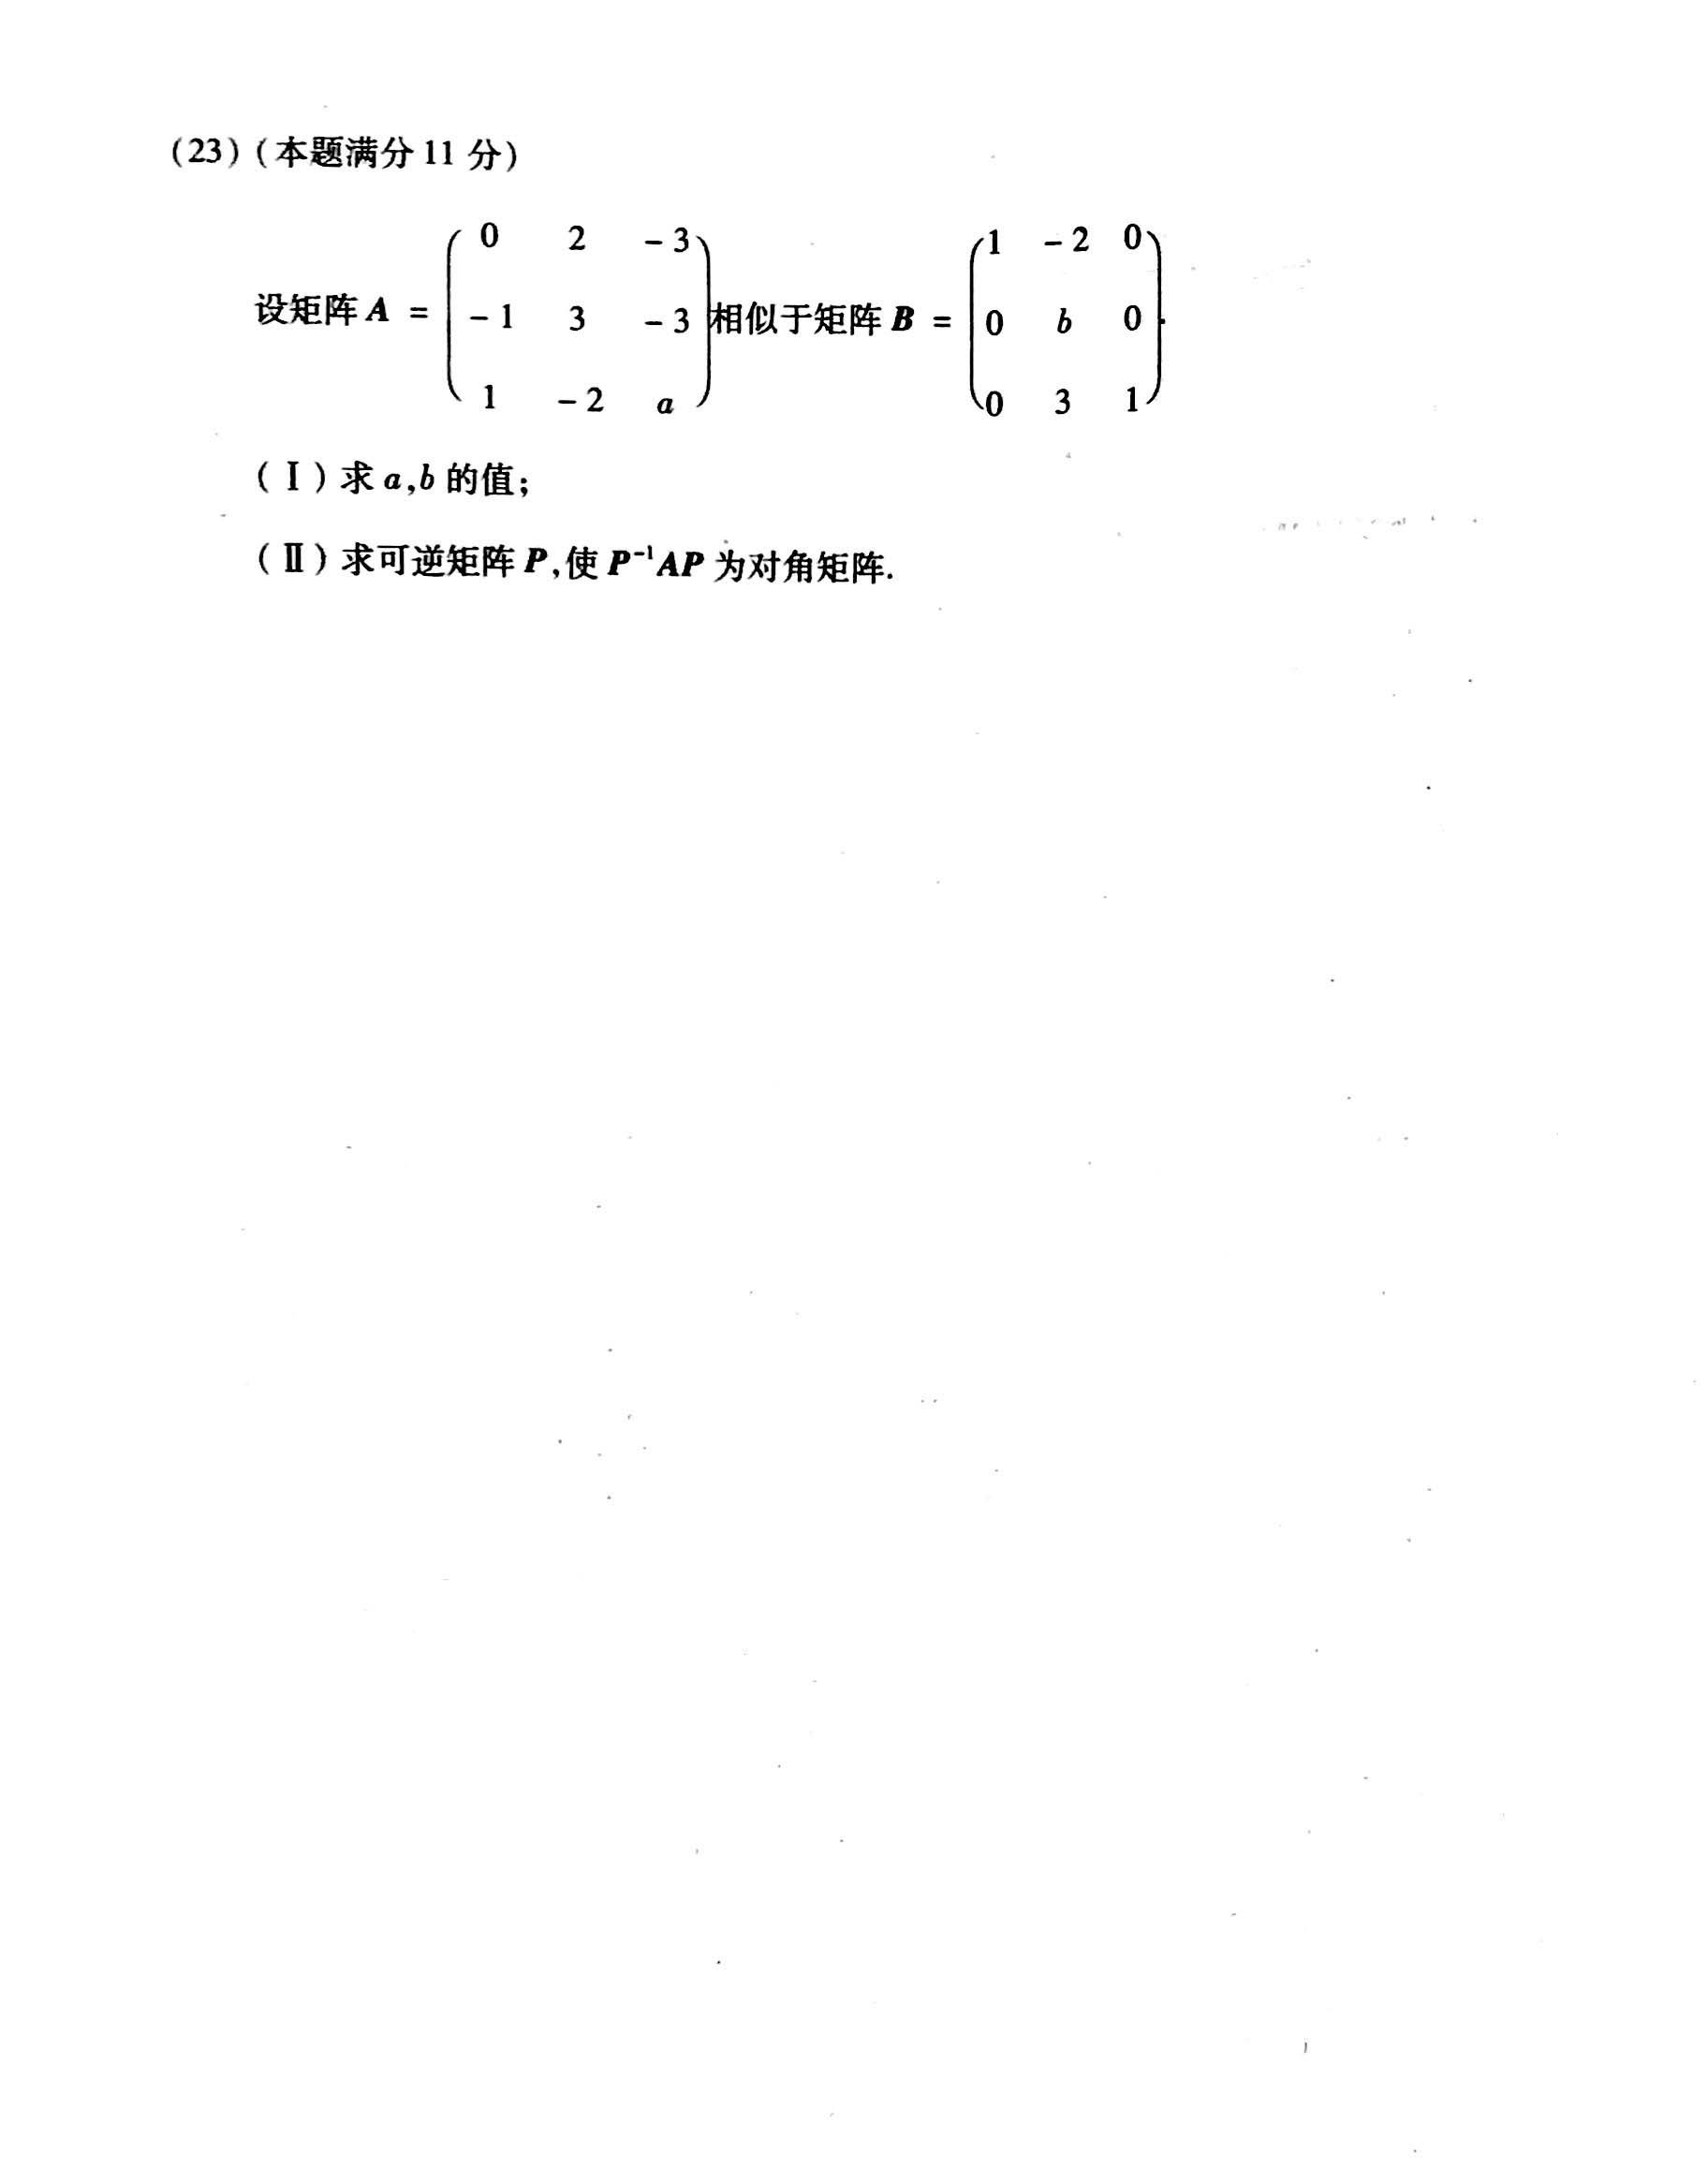 (23)(本题满分 11 分)
设矩阵 A = \begin{pmatrix} 0 & 2 & -3 \\ -1 & 3 & -3 \\ 1 & -2 & a \end{pmatrix} 相似于矩阵 B = \begin{pmatrix} 1 & -2 & 0 \\ 0 & b & 0 \\ 0 & 3 & 1 \end{pmatrix}.
(Ⅰ)求 a,b 的值;
(Ⅱ)求可逆矩阵 P,使 P⁻¹AP 为对角矩阵.